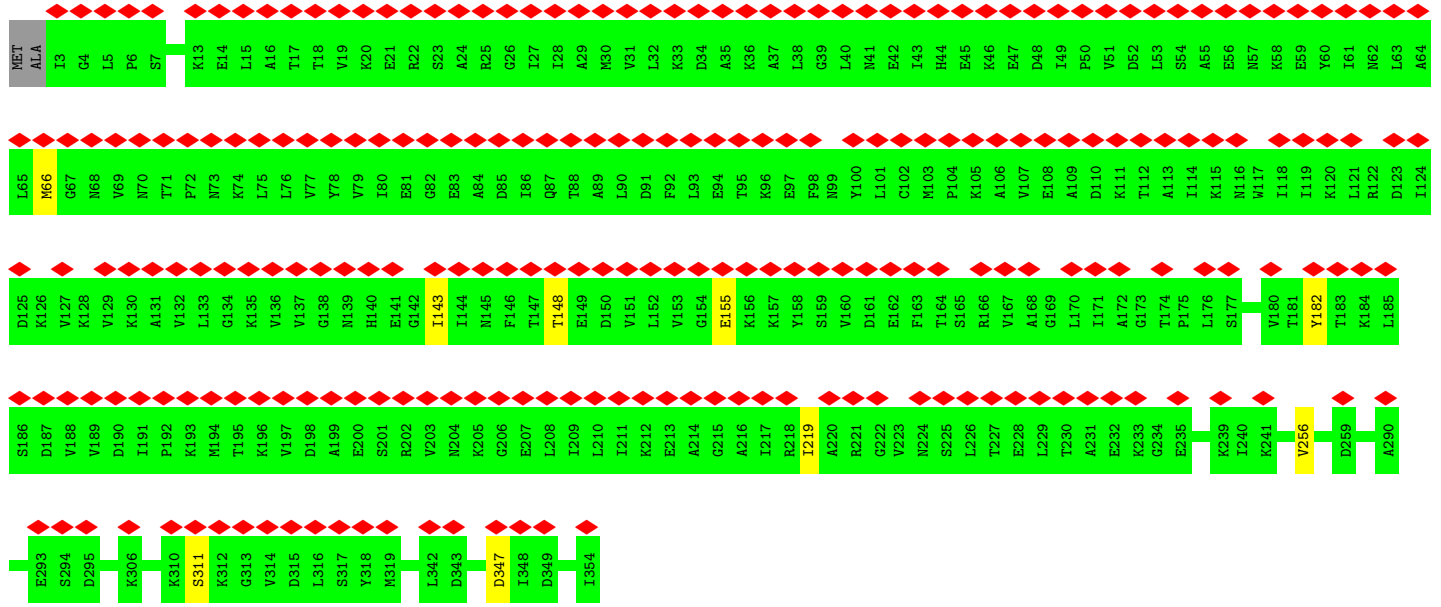 MET ALA I3 G4 L5 P6 S7 K13 E14 L15 A16 T17 T18 V19 K20 E21 R22 S23 A24 R25 G26 I27 I28 A29 M30 V31 L32 K33 D34 A35 K36 A37 L38 G39 L40 N41 E42 I43 H44 E45 K46 E47 D48 I49 P50 V51 D52 L53 S54 A55 E56 N57 K58 E59 Y60 I61 N62 L63 A64
L65 M66 G67 N68 V69 N70 T71 P72 N73 K74 L75 L76 V77 Y78 V79 I80 E81 G82 E83 A84 D85 I86 Q87 T88 A89 L90 D91 F92 L93 E94 T95 K96 E97 F98 N99 Y100 L101 C102 M103 P104 K105 A106 V107 E108 A109 D110 K111 T112 A113 I114 K115 N116 W117 I118 I119 K120 L121 R122 D123 I124
D125 K126 V127 K128 V129 K130 A131 V132 L133 G134 K135 V136 V137 G138 N139 H140 E141 G142 I143 I144 N145 F146 T147 T148 E149 D150 V151 L152 V153 G154 E155 K156 K157 Y158 S159 V160 D161 E162 F163 T164 S165 R166 V167 A168 G169 L170 I171 A172 G173 T174 P175 L176 S177 V180 T181 Y182 T183 K184 L185
S186 D187 V188 V189 D190 I191 P192 K193 M194 T195 K196 V197 D198 A199 E200 S201 R202 V203 N204 K205 G206 E207 L208 I209 L210 I211 K212 E213 A214 G215 A216 I217 R218 I219 A220 R221 G222 V223 N224 S225 L226 T227 E228 L229 T230 A231 E232 K233 G234 E235 K239 I240 K241 V256 D259 A290
E293 S294 D295 K306 K310 S311 K312 G313 V314 D315 L316 S317 Y318 M319 L342 D343 D347 I348 D349 I354